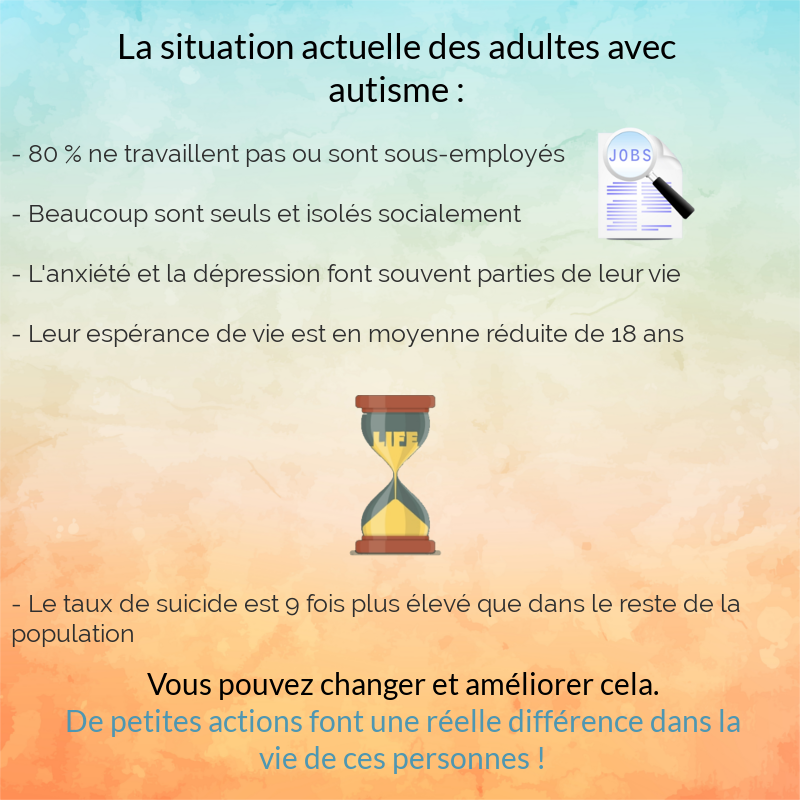 La situation actuelle des adultes avec
autisme :
- 80 % ne travaillent pas ou sont sous-employés
JOBS
- Beaucoup sont seuls et isolés socialement
- L'anxiété et la dépression font souvent parties de leur vie
- Leur espérance de vie est en moyenne réduite de 18 ans
LIFE
- Le taux de suicide est 9 fois plus élevé que dans le reste de la
population
Vous pouvez changer et améliorer cela.
De petites actions font une réelle différence dans la
vie de ces personnes !